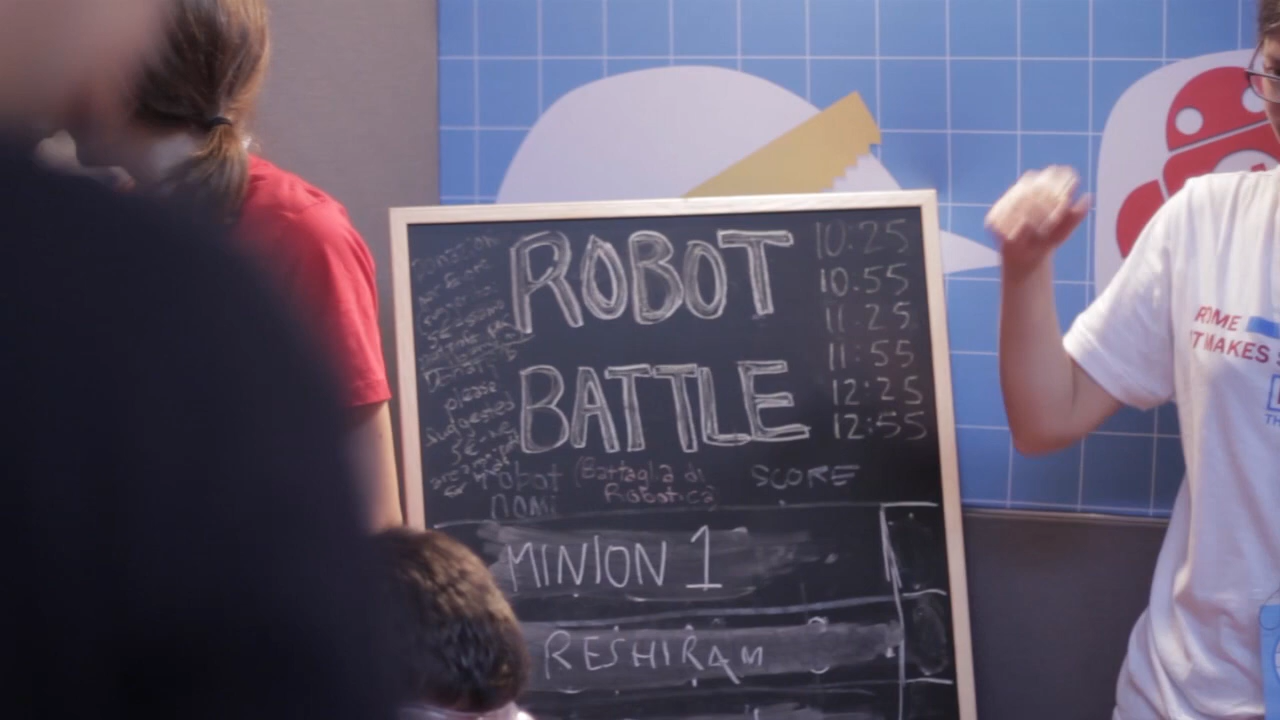 ROBOT
BATTLE
10:25
10.55
11.25
11:55
12:25
12:55
please
robot (Battaglia di
Robotica)
SCORE
NOMI
MINION 1
RESHIRAM
ROME
IT MAKES
TH